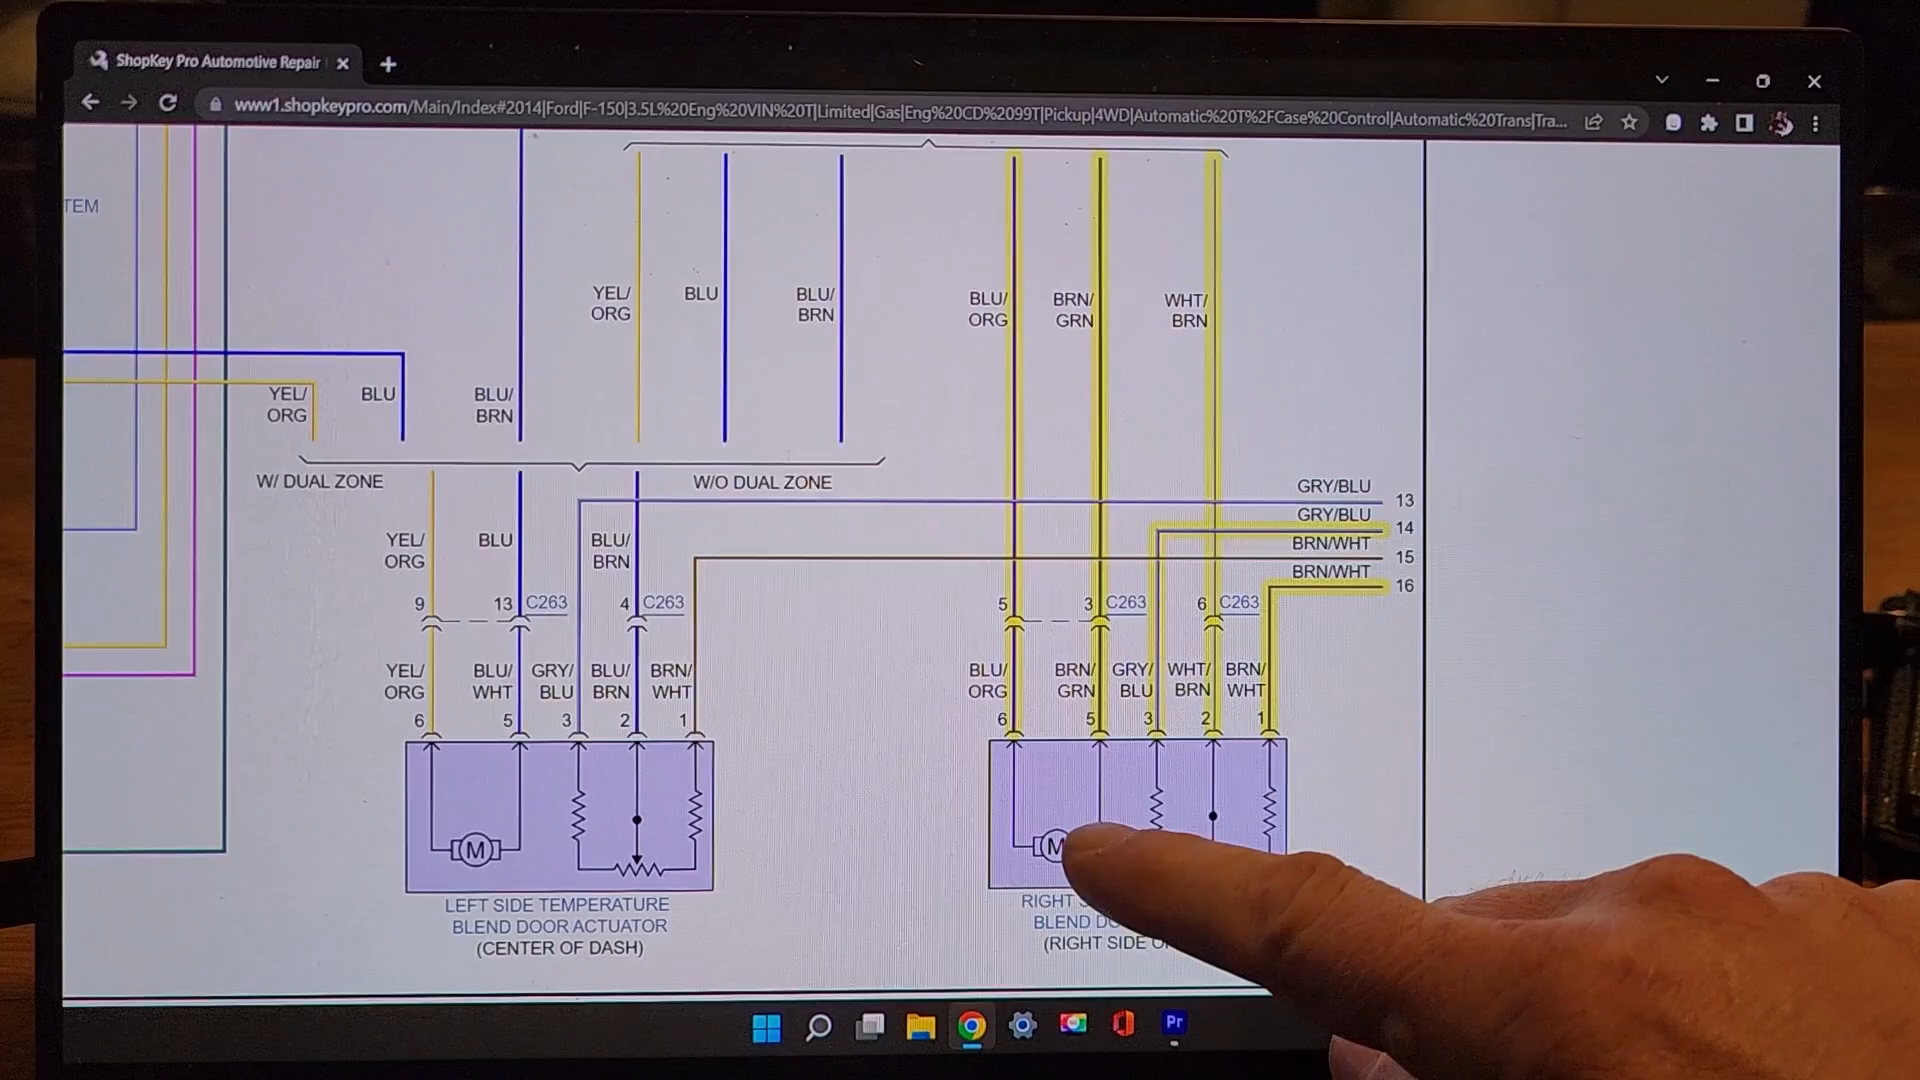 ShopKey Pro Automotive Repair
www1.shopkeypro.com/Main/Index#2014|Ford|F-150|3.5L%20Eng%20VIN%20T|Limited|Gas|Eng%20CD%2099T|Pickup|4WD|Automatic%20T%2FCase%20Control|Automatic%20Trans|Tra...
TEM
YEL/
ORG
BLU
BLU/
BRN
BLU/
ORG
BRN/
GRN
WHT/
BRN
YEL/
ORG
BLU
BLU/
BRN
W/ DUAL ZONE
W/O DUAL ZONE
GRY/BLU 13
GRY/BLU 14
BRN/WHT 15
BRN/WHT 16
YEL/
ORG
BLU
BLU/
BRN
9 13 C263 4 C263 5 3 C263 6 C263
YEL/
ORG
BLU/
WHT
GRY/
BLU
BLU/
BRN
BRN/
WHT
BLU/
ORG
BRN/
GRN
GRY/
BLU
WHT/
BRN
BRN/
WHT
6 5 3 2 1 6 5 3 2 1
M
M
LEFT SIDE TEMPERATURE
BLEND DOOR ACTUATOR
(CENTER OF DASH)
RIGHT
BLEND
(RIGHT SIDE
Pr